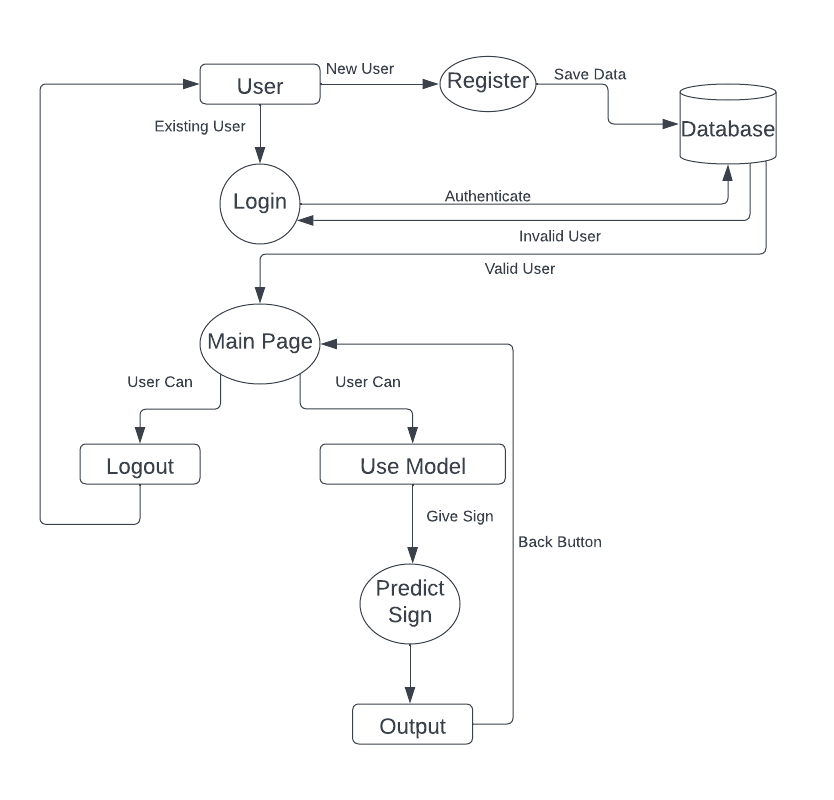 New User
Register
Save Data
User
Database
Existing User
Login
Authenticate
Invalid User
Valid User
Main Page
User Can
User Can
Logout
Use Model
Give Sign
Back Button
Predict
Sign
Output